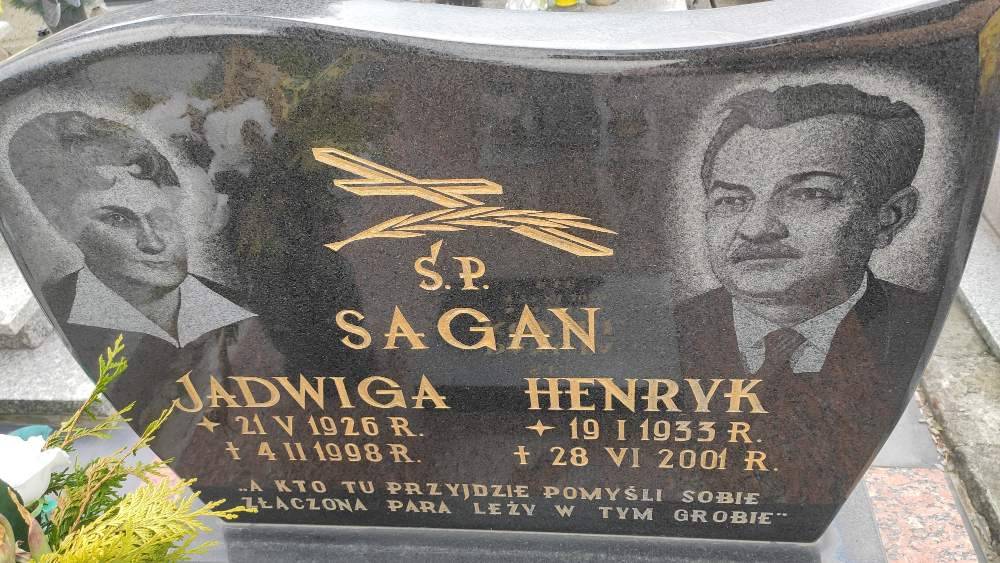 Ś.P.
SAGAN
JADWIGA
21 V 1926 R.
† 4 II 1998 R.
HENRYK
19 I 1933 R.
† 28 VI 2001 R.
„A KTO TU PRZYJDZIE POMYŚLI SOBIE
ZŁĄCZONA PARA LEŻY W TYM GROBIE"